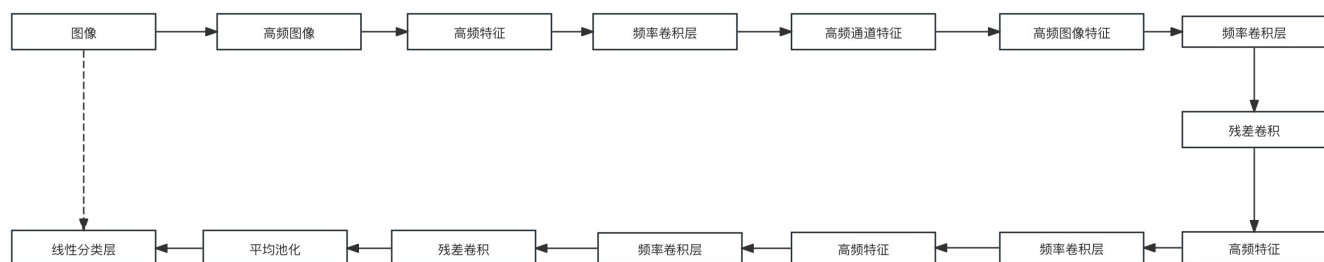 图像
高频图像
高频特征
频率卷积层
高频通道特征
高频图像特征
频率卷积层
残差卷积
线性分类层
平均池化
残差卷积
频率卷积层
高频特征
频率卷积层
高频特征